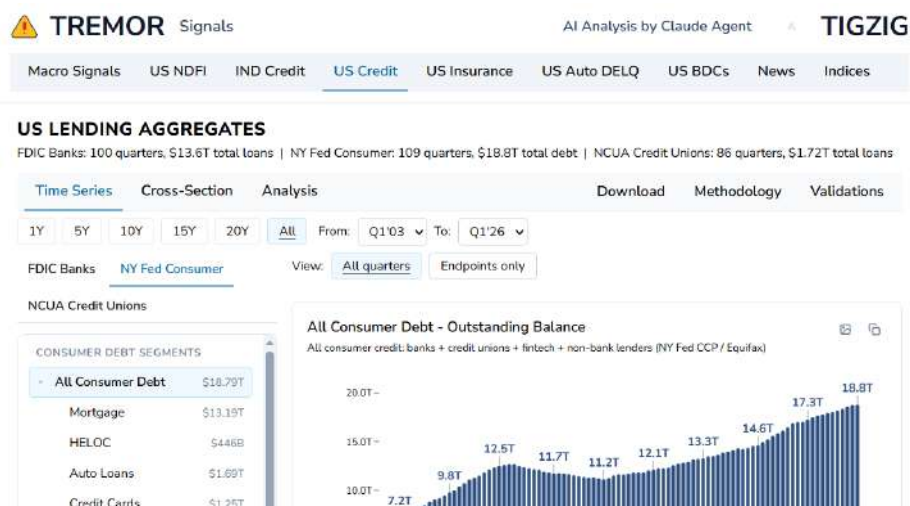 TREMOR Signals
AI Analysis by Claude Agent
TIGZIG
Macro Signals US NDFI IND Credit US Credit US Insurance US Auto DELQ US BDCs News Indices
US LENDING AGGREGATES
FDIC Banks: 100 quarters, $13.6T total loans | NY Fed Consumer: 109 quarters, $18.8T total debt | NCUA Credit Unions: 86 quarters, $1.72T total loans
Time Series Cross-Section Analysis Download Methodology Validations
1Y 5Y 10Y 15Y 20Y All From: Q1'03 To: Q1'26
FDIC Banks NY Fed Consumer
View: All quarters Endpoints only
NCUA Credit Unions
CONSUMER DEBT SEGMENTS
- All Consumer Debt $18.79T
Mortgage $13.19T
HELOC $446B
Auto Loans $1.69T
Credit Cards $1.25T
All Consumer Debt - Outstanding Balance
All consumer credit: banks + credit unions + fintech + non-bank lenders (NY Fed CCP / Equifax)
20.0T
15.0T
10.0T
7.2T 9.8T 12.5T 11.7T 11.2T 12.1T 13.3T 14.6T 17.3T 18.8T